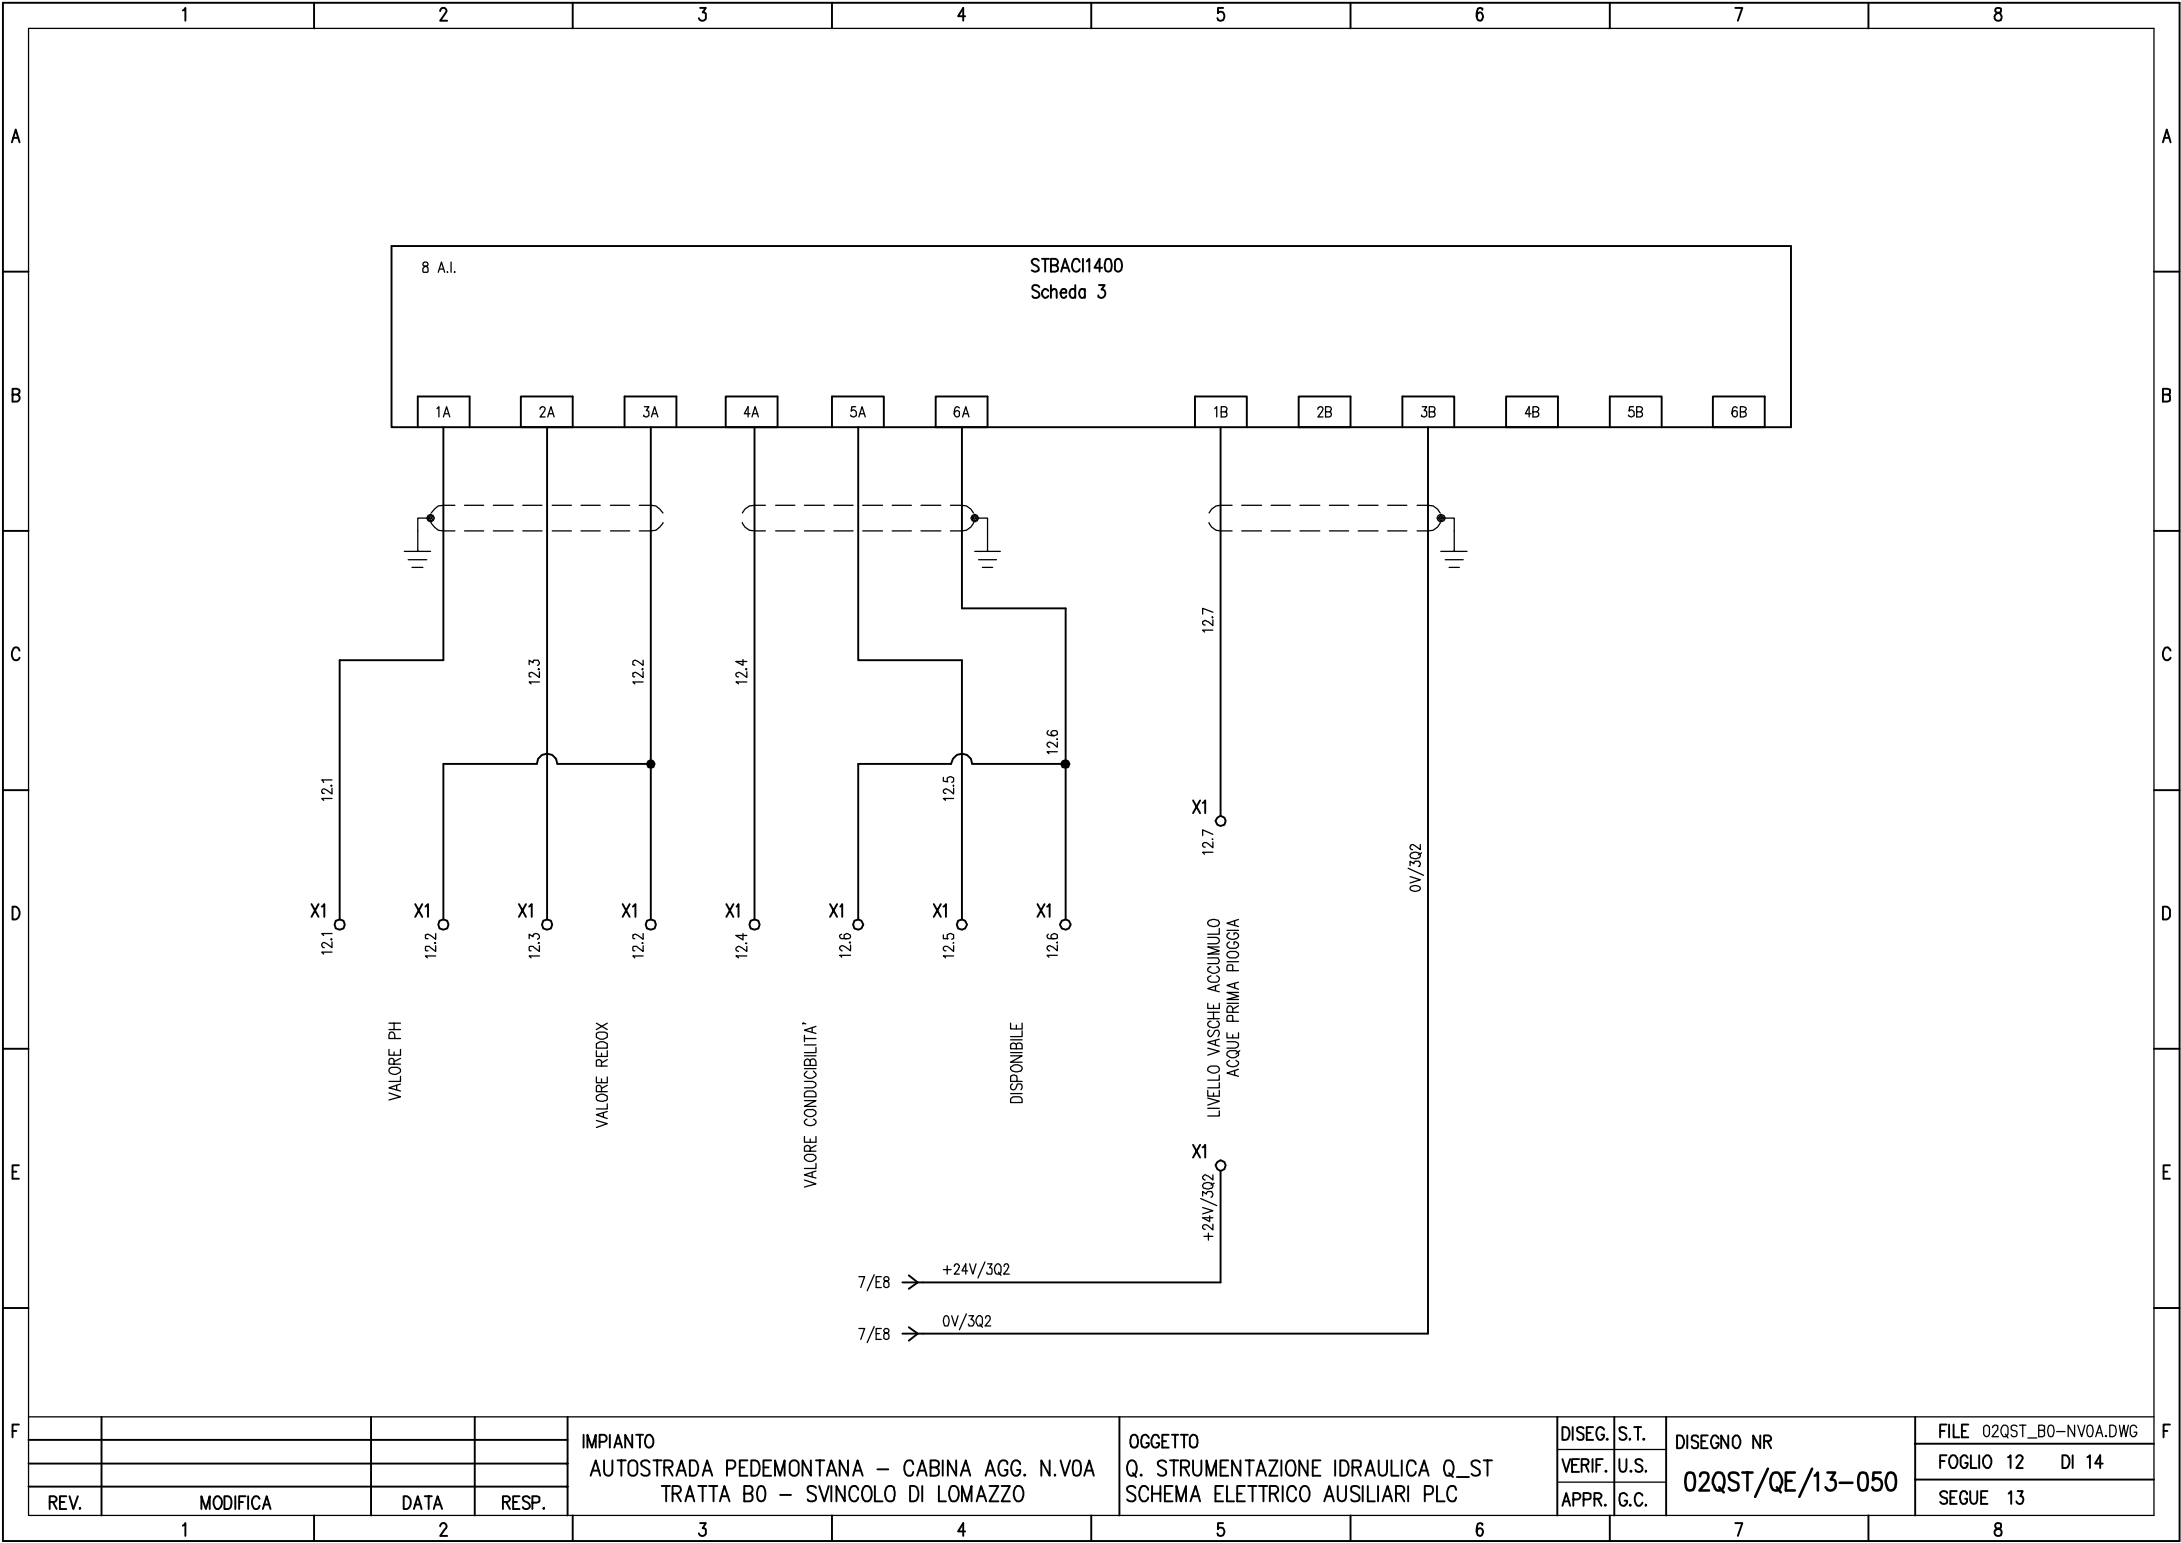 1 2 3 4 5 6 7 8
A A
8 A.I.
STBACI1400
Scheda 3
B B
1A 2A 3A 4A 5A 6A 1B 2B 3B 4B 5B 6B
12.7
C C
12.3 12.2 12.4
12.6
12.1 12.5
X1
12.7
0V/3Q2
D D
X1 X1 X1 X1 X1 X1 X1 X1
12.1 12.2 12.3 12.2 12.4 12.6 12.5 12.6
LIVELLO VASCHE ACCUMULO
ACQUE PRIMA PIOGGIA
VALORE PH
VALORE REDOX
VALORE CONDUCIBILITA'
DISPONIBILE
X1
E E
+24V/3Q2
7/E8 +24V/3Q2
7/E8 0V/3Q2
F F
REV. MODIFICA DATA RESP.
IMPIANTO
AUTOSTRADA PEDEMONTANA – CABINA AGG. N.V0A
TRATTA B0 – SVINCOLO DI LOMAZZO
OGGETTO
Q. STRUMENTAZIONE IDRAULICA Q_ST
SCHEMA ELETTRICO AUSILIARI PLC
DISEG. S.T.
VERIF. U.S.
APPR. G.C.
DISEGNO NR
02QST/QE/13-050
FILE 02QST_B0-NV0A.DWG
FOGLIO 12 DI 14
SEGUE 13
1 2 3 4 5 6 7 8